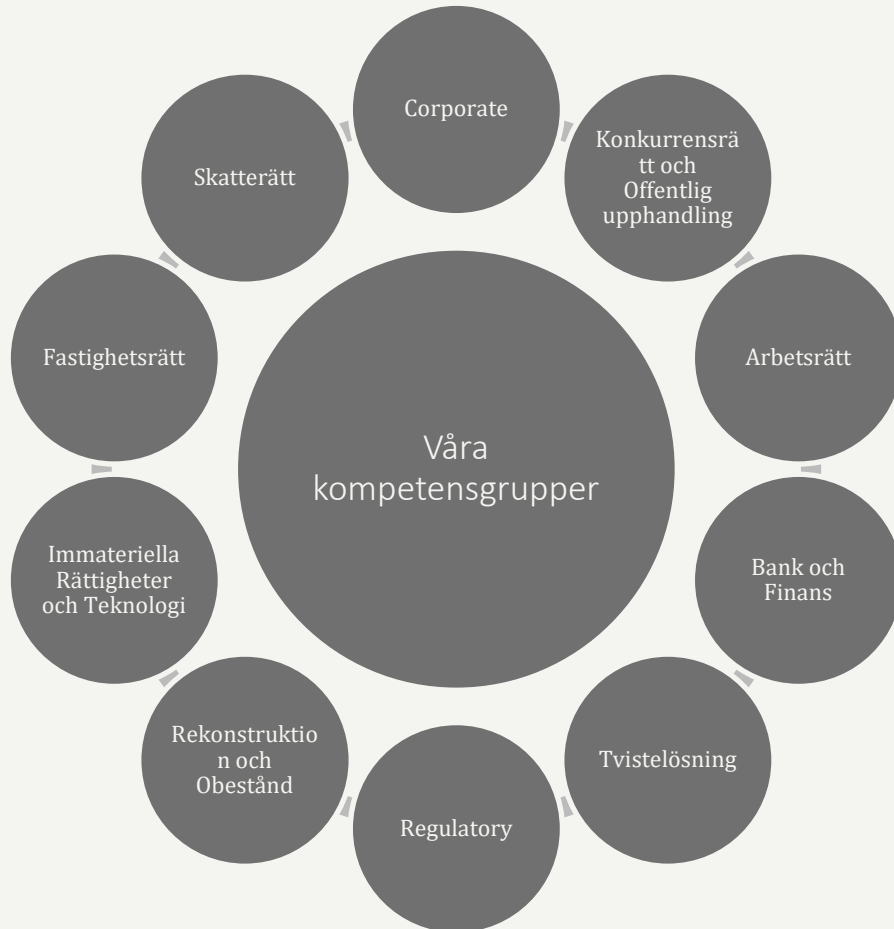 Corporate
Konkurrensrä
tt och
Offentlig
upphandling
Arbetsrätt
Bank och
Finans
Tvistelösning
Regulatory
Rekonstruktio
n och
Obestånd
Immateriella
Rättigheter
och Teknologi
Fastighetsrätt
Skatterätt
Våra
kompetensgrupper